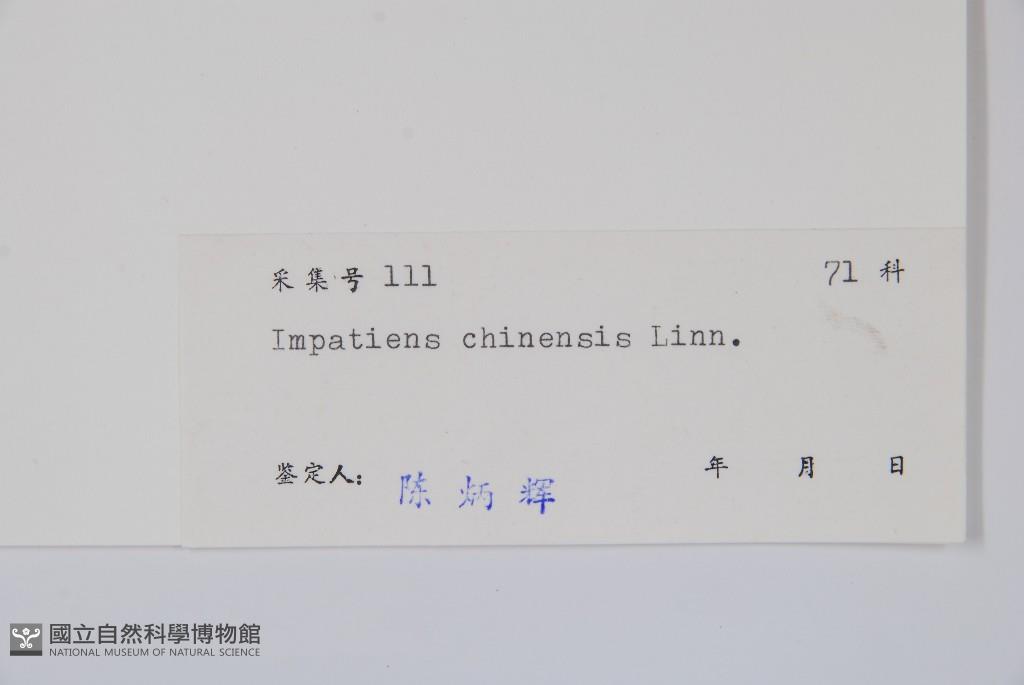 采集号 111 71 科
Impatiens chinensis Linn.
鉴定人: 陈炳辉 年 月 日
國立自然科學博物館
NATIONAL MUSEUM OF NATURAL SCIENCE